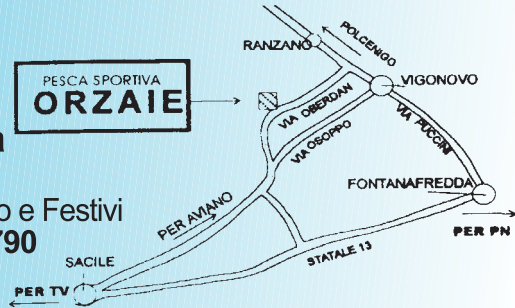 PESCA SPORTIVA
ORZAIE
RANZANO
POLCENIGO
VIGONOVO
VIA OBERDAN
VIA OSOPPO
VIA PUCCINI
a
o e Festivi
790
FONTANAFREDDA
PER AVIANO
PER PN
SACILE
STATALE 13
PER TV